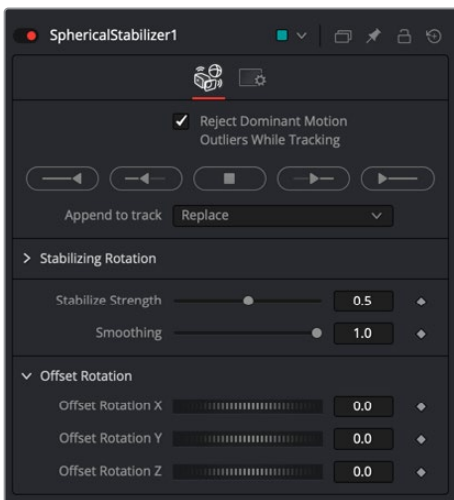 SphericalStabilizer1
Reject Dominant Motion
Outliers While Tracking
Append to track Replace
Stabilizing Rotation
Stabilize Strength 0.5
Smoothing 1.0
Offset Rotation
Offset Rotation X 0.0
Offset Rotation Y 0.0
Offset Rotation Z 0.0